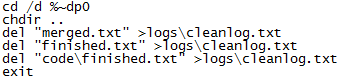 cd /d %~dp0
chdir ..
del "merged.txt" >logs\cleanlog.txt
del "finished.txt" >logs\cleanlog.txt
del "code\finished.txt" >logs\cleanlog.txt
exit